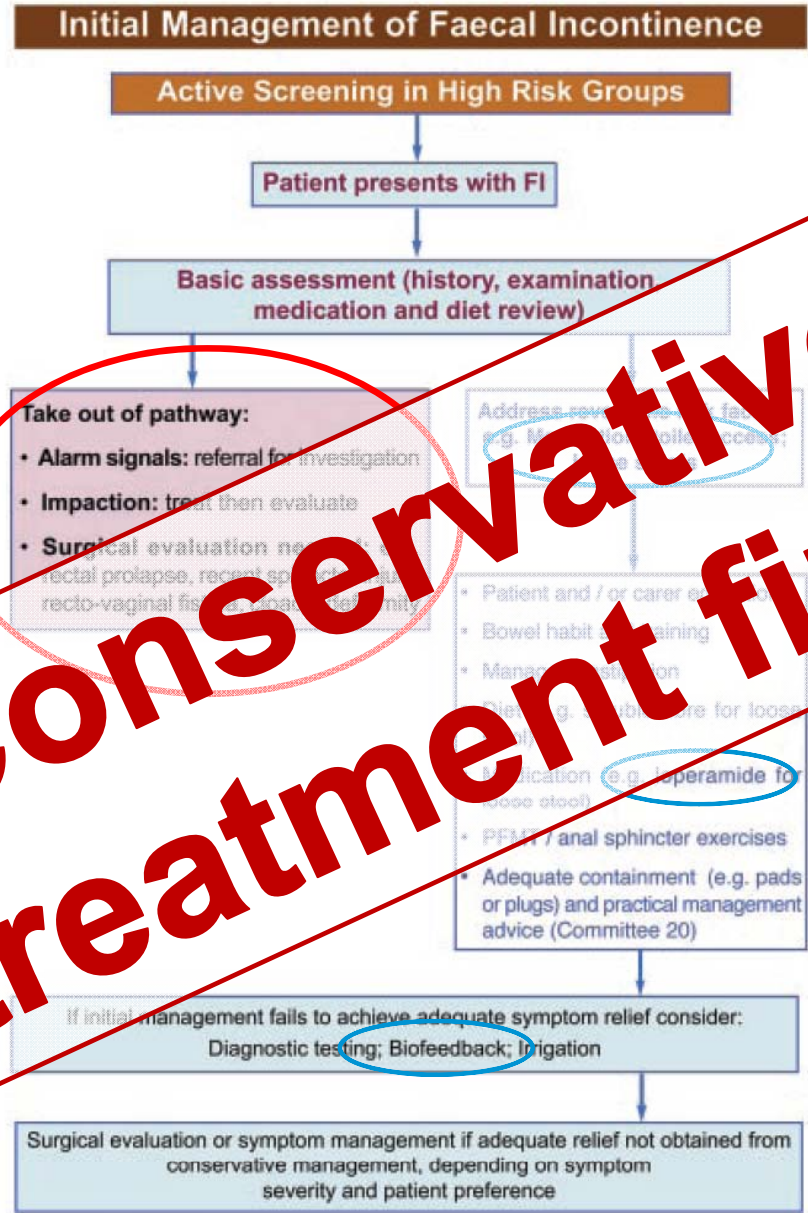 Initial Management of Faecal Incontinence
Active Screening in High Risk Groups
Patient presents with FI
Basic assessment (history, examination,
medication and diet review)
Take out of pathway:
• Alarm signals: referral for investigation
• Impaction: treat then evaluate
• Surgical evaluation
rectal prolapse, recent
recto-vaginal
Address
e.g.
• Patient and / or carer
• Bowel habit
•
• loose
• Medication (e.g. loperamide for
loose stool)
• PFMT / anal sphincter exercises
• Adequate containment (e.g. pads
or plugs) and practical management
advice (Committee 20)
If initial management fails to achieve adequate symptom relief consider:
Diagnostic testing; Biofeedback; Irrigation
Surgical evaluation or symptom management if adequate relief not obtained from
conservative management, depending on symptom
severity and patient preference
conservative
treatment